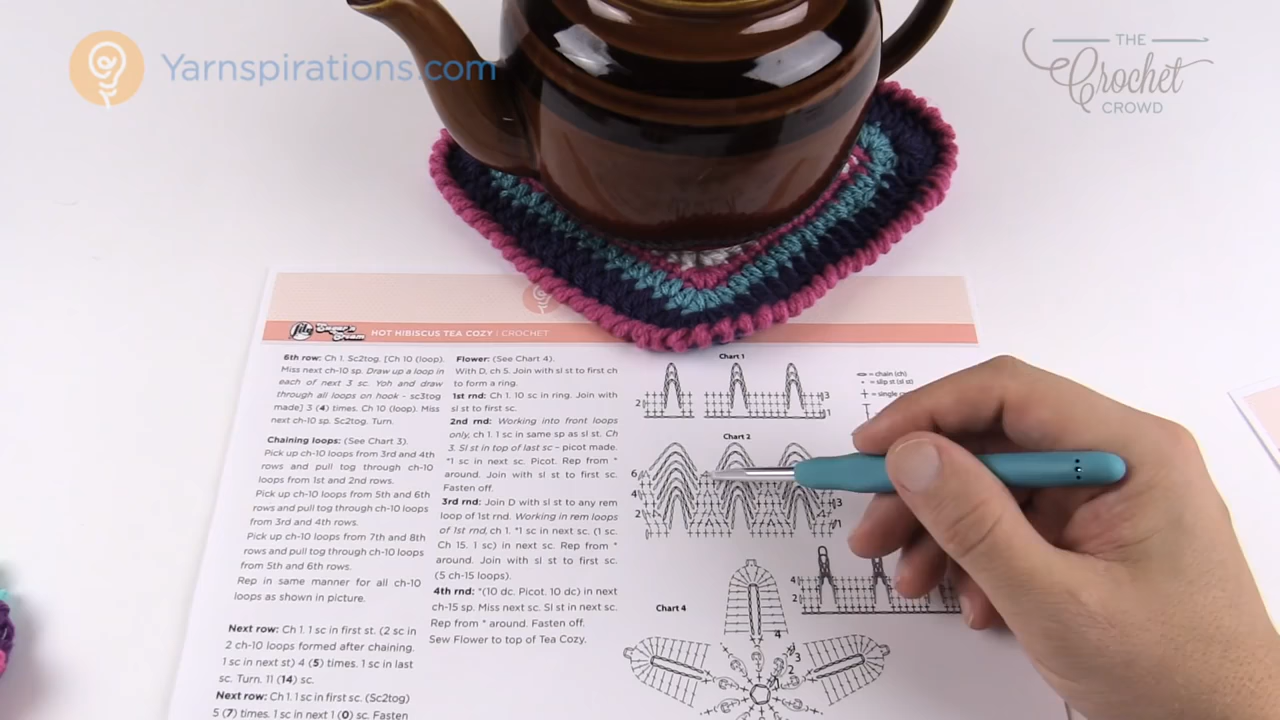 Yarnspirations.com
THE
Crochet
CROWD
Lily Sugar'n
Cream
HOT HIBISCUS TEA COZY | CROCHET
6th row: Ch 1. Sc2tog. [Ch 10 (loop).
Miss next ch-10 sp. Draw up a loop in
each of next 3 sc. Yoh and draw
through all loops on hook - sc3tog
made] 3 (4) times. Ch 10 (loop). Miss
next ch-10 sp. Sc2tog. Turn.
Chaining loops: (See Chart 3).
Pick up ch-10 loops from 3rd and 4th
rows and pull tog through ch-10
loops from 1st and 2nd rows.
Pick up ch-10 loops from 5th and 6th
rows and pull tog through ch-10 loops
from 3rd and 4th rows.
Pick up ch-10 loops from 7th and 8th
rows and pull tog through ch-10 loops
from 5th and 6th rows.
Rep in same manner for all ch-10
loops as shown in picture.
Next row: Ch 1. 1 sc in first st. (2 sc in
2 ch-10 loops formed after chaining.
1 sc in next st) 4 (5) times. 1 sc in last
sc. Turn. 11 (14) sc.
Next row: Ch 1. 1 sc in first sc. (Sc2tog)
5 (7) times. 1 sc in next 1 (0) sc. Fasten
Flower: (See Chart 4).
With D, ch 5. Join with sl st to first ch
to form a ring.
1st rnd: Ch 1. 10 sc in ring. Join with
sl st to first sc.
2nd rnd: Working into front loops
only, ch 1. 1 sc in same sp as sl st. Ch
3. Sl st in top of last sc – picot made.
*1 sc in next sc. Picot. Rep from *
around. Join with sl st to first sc.
Fasten off.
3rd rnd: Join D with sl st to any rem
loop of 1st rnd. Working in rem loops
of 1st rnd, ch 1. *1 sc in next sc. (1 sc.
Ch 15. 1 sc) in next sc. Rep from *
around. Join with sl st to first sc.
(5 ch-15 loops).
4th rnd: *(10 dc. Picot. 10 dc) in next
ch-15 sp. Miss next sc. Sl st in next sc.
Rep from * around. Fasten off.
Sew Flower to top of Tea Cozy.
Chart 1
2
3
1
Chart 2
6
4
2
3
1
4
2
Chart 4
4
3
2
= chain (ch)
= slip st (sl st)
= single